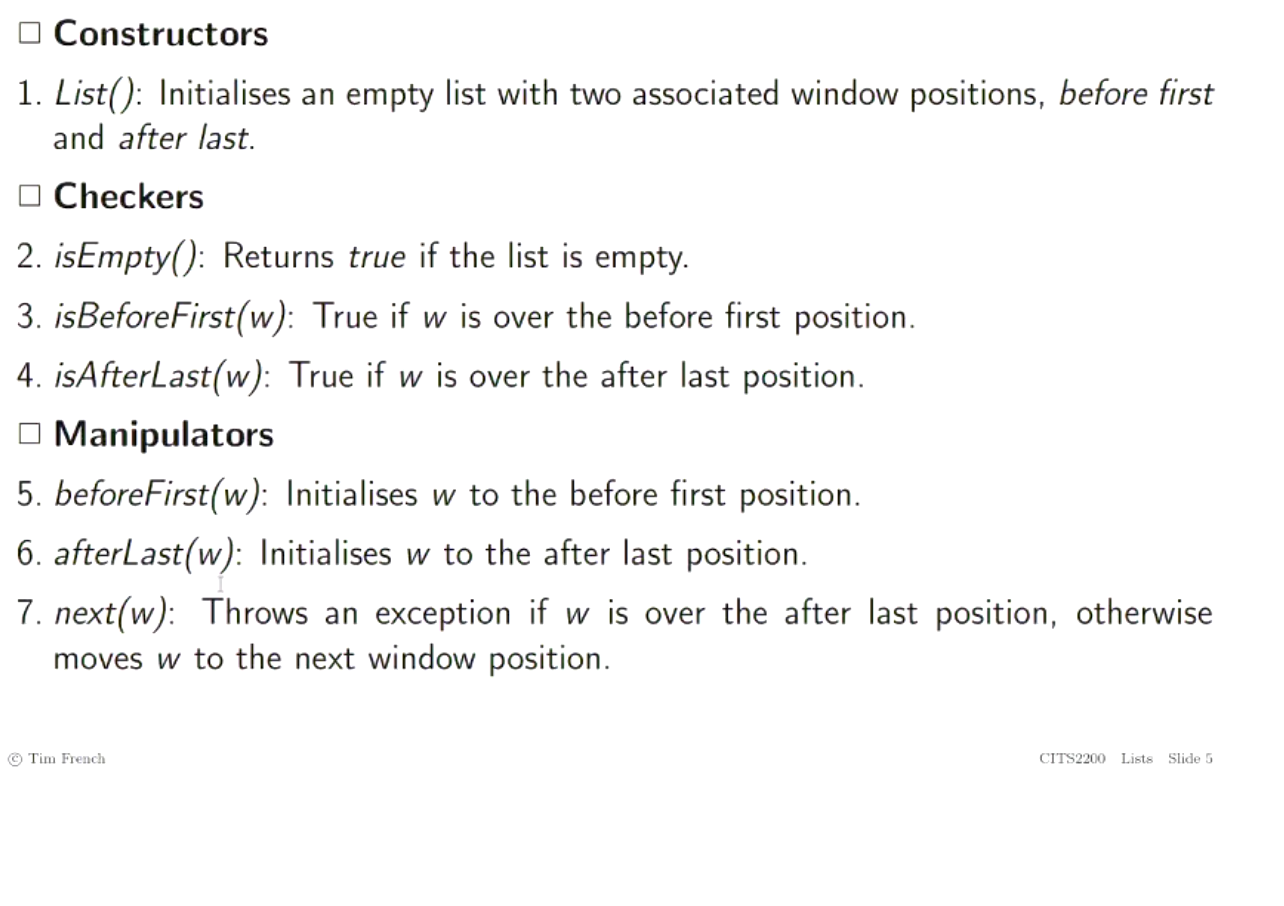 □ Constructors
1. List(): Initialises an empty list with two associated window positions, before first
and after last.
□ Checkers
2. isEmpty(): Returns true if the list is empty.
3. isBeforeFirst(w): True if w is over the before first position.
4. isAfterLast(w): True if w is over the after last position.
□ Manipulators
5. beforeFirst(w): Initialises w to the before first position.
6. afterLast(w): Initialises w to the after last position.
7. next(w): Throws an exception if w is over the after last position, otherwise
moves w to the next window position.
© Tim French CITS2200 Lists Slide 5